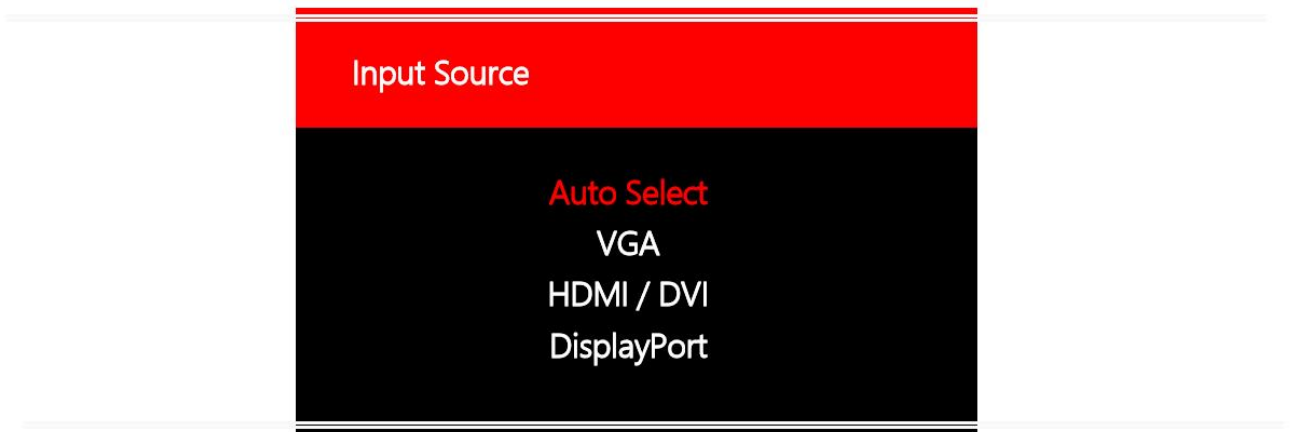 Input Source
Auto Select
VGA
HDMI / DVI
DisplayPort